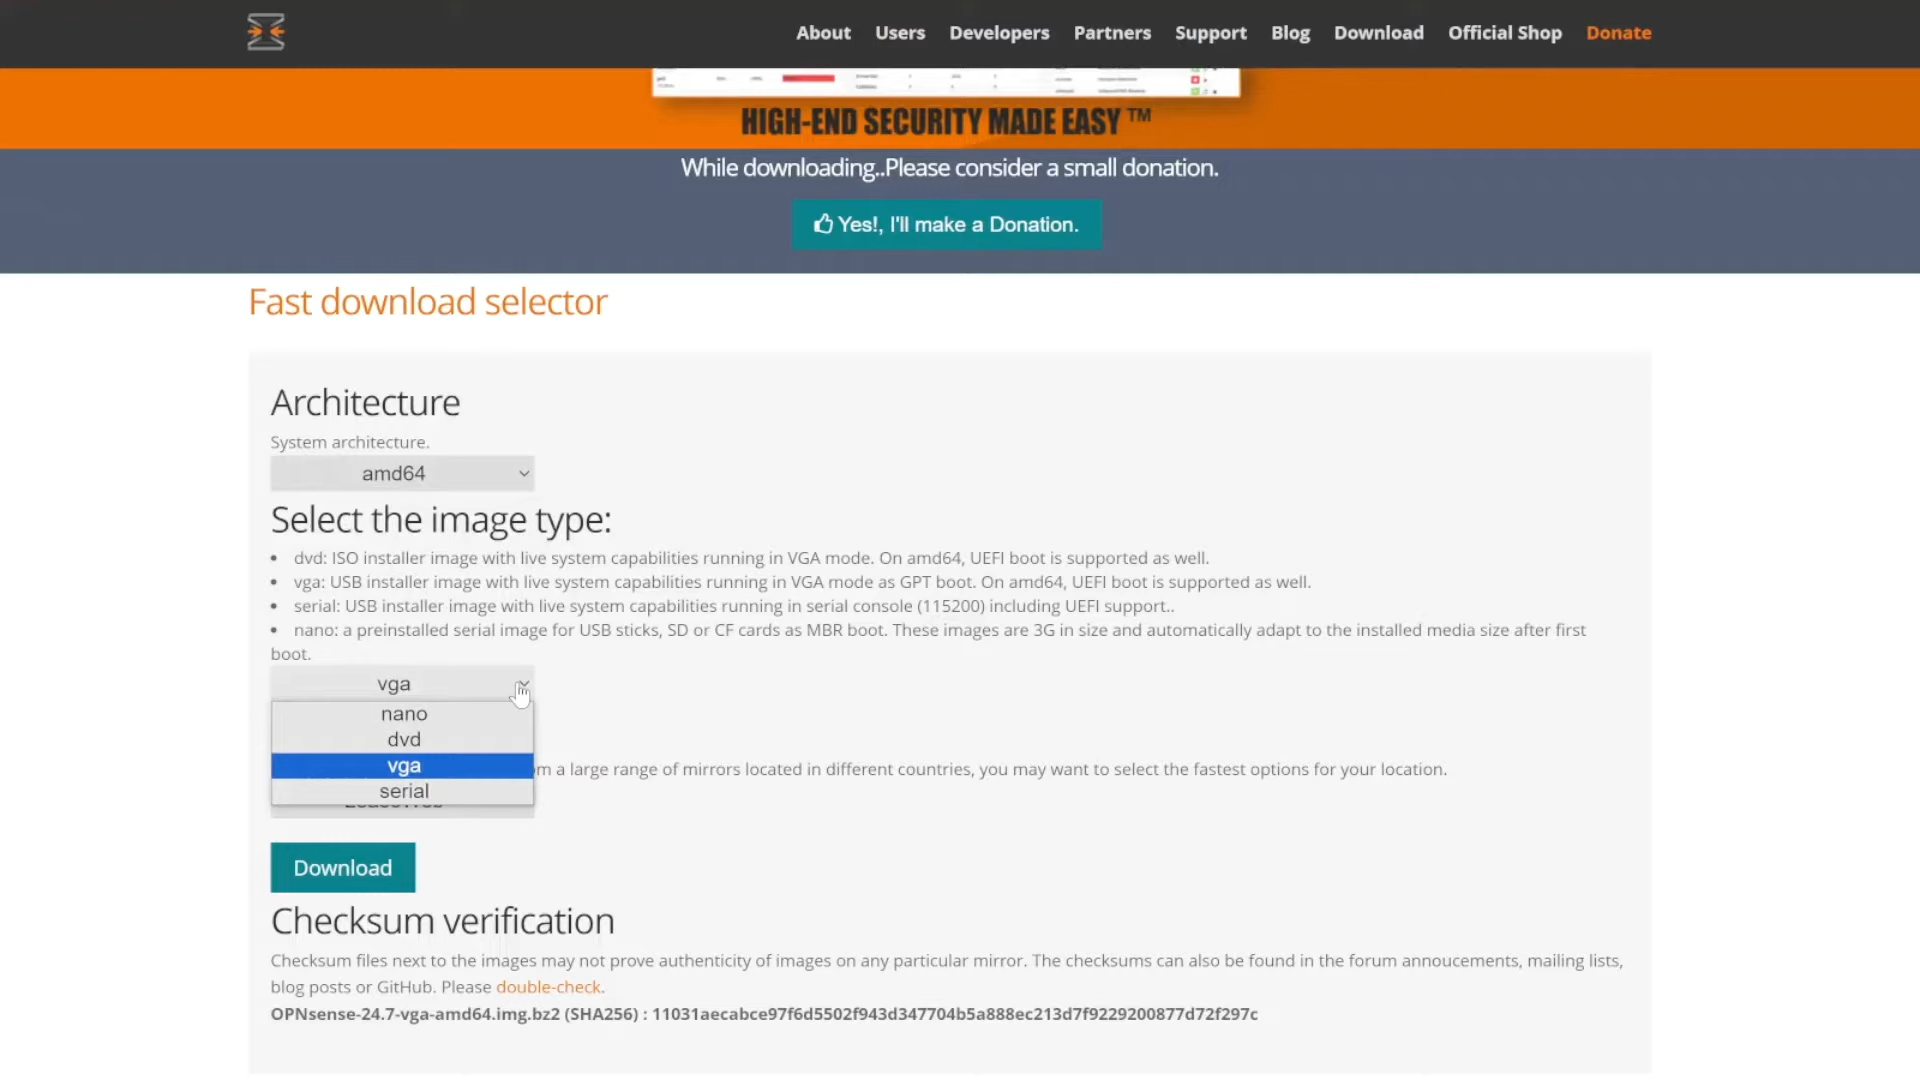 About Users Developers Partners Support Blog Download Official Shop Donate
HIGH-END SECURITY MADE EASY ™
While downloading..Please consider a small donation.
Yes!, I'll make a Donation.
Fast download selector
Architecture
System architecture.
amd64
Select the image type:
• dvd: ISO installer image with live system capabilities running in VGA mode. On amd64, UEFI boot is supported as well.
• vga: USB installer image with live system capabilities running in VGA mode as GPT boot. On amd64, UEFI boot is supported as well.
• serial: USB installer image with live system capabilities running in serial console (115200) including UEFI support..
• nano: a preinstalled serial image for USB sticks, SD or CF cards as MBR boot. These images are 3G in size and automatically adapt to the installed media size after first
boot.
vga
nano
dvd
vga
a large range of mirrors located in different countries, you may want to select the fastest options for your location.
serial
Download
Checksum verification
Checksum files next to the images may not prove authenticity of images on any particular mirror. The checksums can also be found in the forum annoucements, mailing lists,
blog posts or GitHub. Please double-check.
OPNsense-24.7-vga-amd64.img.bz2 (SHA256) : 11031aecabce97f6d5502f943d347704b5a888ec213d7f9229200877d72f297c